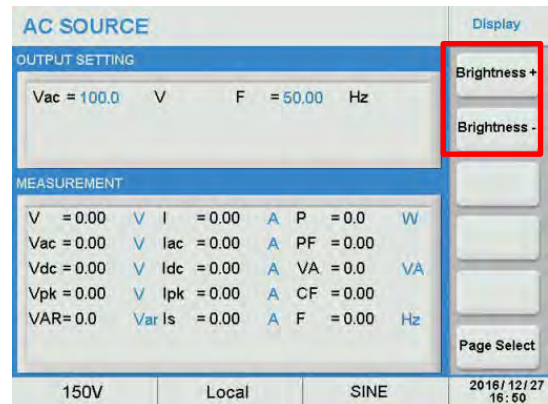 AC SOURCE
Display
OUTPUT SETTING
Vac = 100.0 V F = 50.00 Hz
Brightness +
Brightness -
MEASUREMENT
V = 0.00 V I = 0.00 A P = 0.0 W
Vac = 0.00 V Iac = 0.00 A PF = 0.00
Vdc = 0.00 V Idc = 0.00 A VA = 0.0 VA
Vpk = 0.00 V Ipk = 0.00 A CF = 0.00
VAR= 0.0 Var Is = 0.00 A F = 0.00 Hz
Page Select
150V Local SINE 2016/12/27
16:50